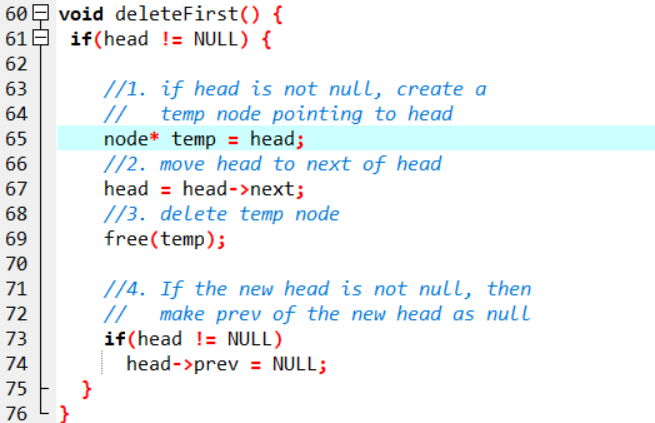 60 void deleteFirst() {
61 if(head != NULL) {
62
63 //1. if head is not null, create a
64 //   temp node pointing to head
65 node* temp = head;
66 //2. move head to next of head
67 head = head->next;
68 //3. delete temp node
69 free(temp);
70
71 //4. If the new head is not null, then
72 //   make prev of the new head as null
73 if(head != NULL)
74 head->prev = NULL;
75 }
76 }